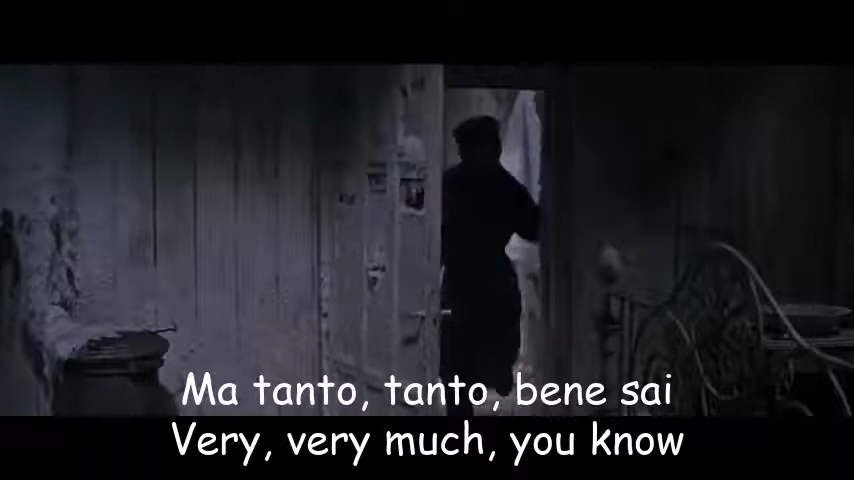 Ma tanto, tanto, bene sai
Very, very much, you know